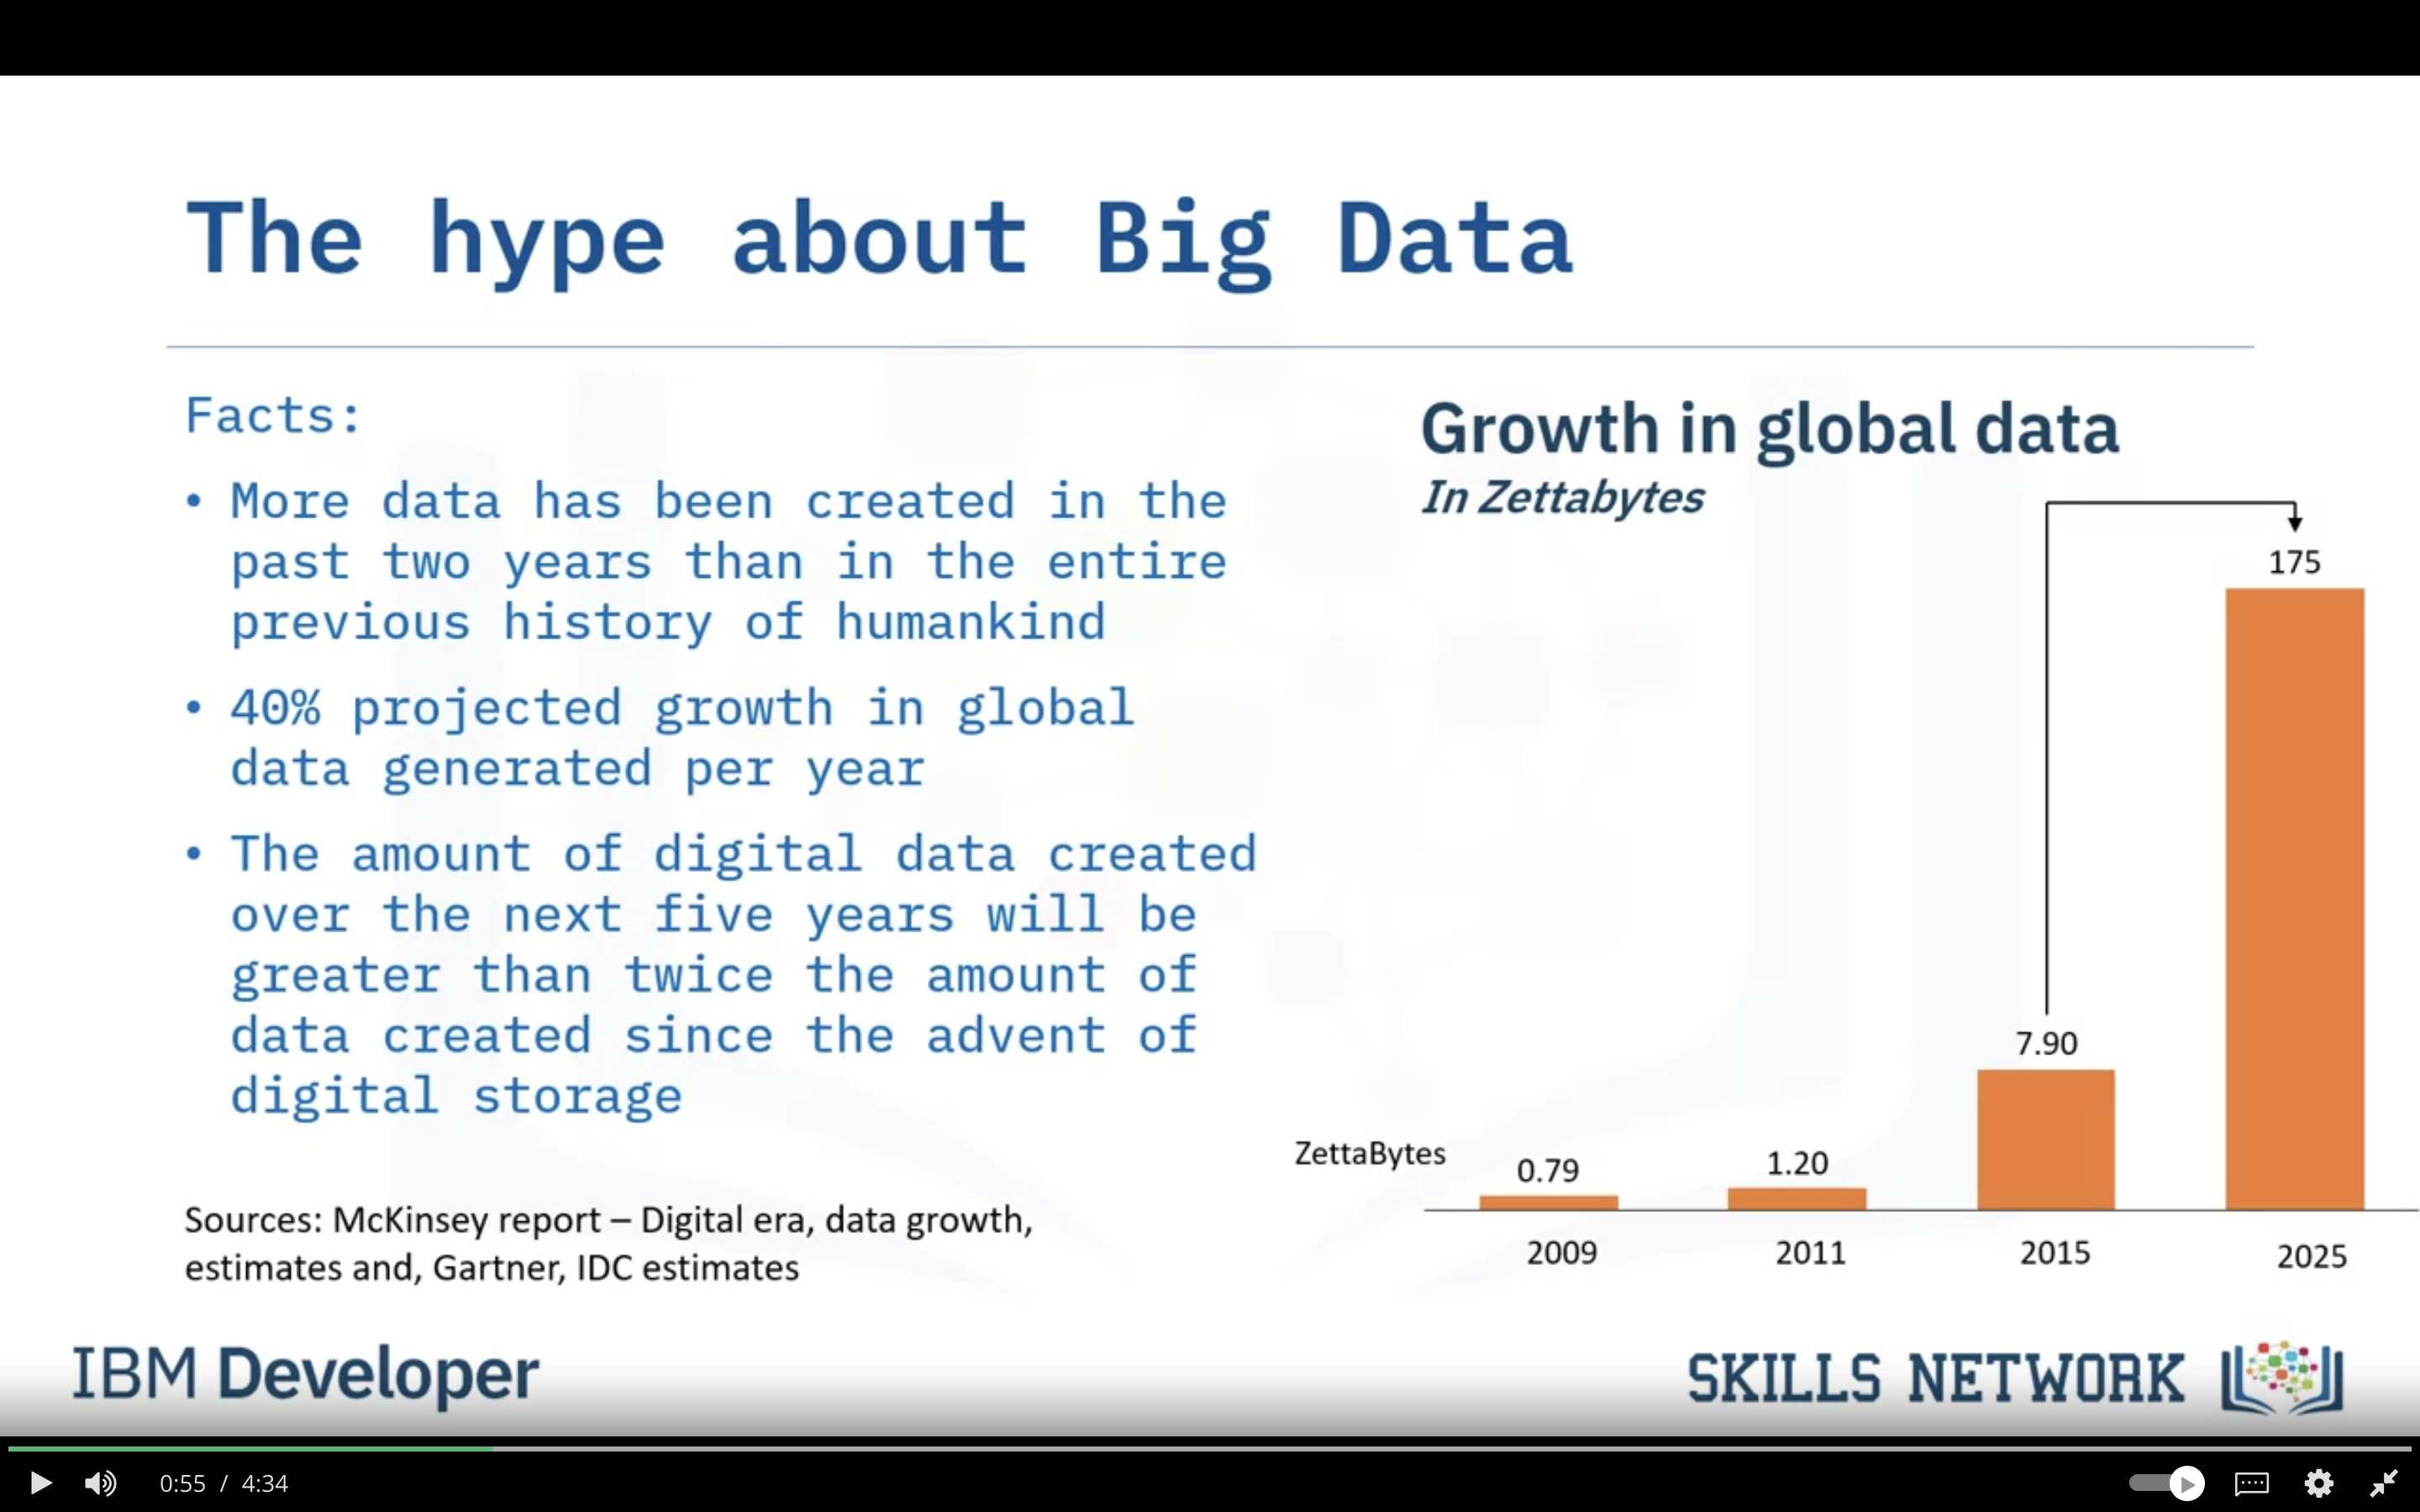 The hype about Big Data
Facts:
• More data has been created in the
past two years than in the entire
previous history of humankind
• 40% projected growth in global
data generated per year
• The amount of digital data created
over the next five years will be
greater than twice the amount of
data created since the advent of
digital storage
Sources: McKinsey report – Digital era, data growth,
estimates and, Gartner, IDC estimates
Growth in global data
In Zettabytes
175
7.90
ZettaBytes
0.79
1.20
2009
2011
2015
2025
IBM Developer
SKILLS NETWORK
0:55 / 4:34